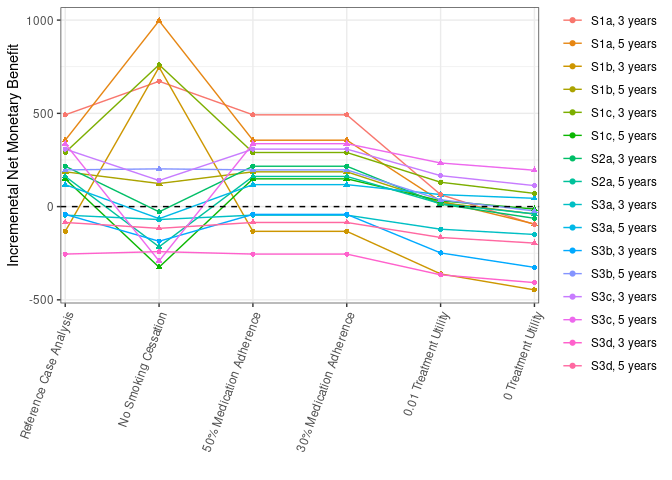 Incremenetal Net Monetary Benefit
1000
500
0
-500
Reference Case Analysis
No Smoking Cessation
50% Medication Adherence
30% Medication Adherence
0.01 Treatment Utility
0 Treatment Utility
S1a, 3 years
S1a, 5 years
S1b, 3 years
S1b, 5 years
S1c, 3 years
S1c, 5 years
S2a, 3 years
S2a, 5 years
S3a, 3 years
S3a, 5 years
S3b, 3 years
S3b, 5 years
S3c, 3 years
S3c, 5 years
S3d, 3 years
S3d, 5 years